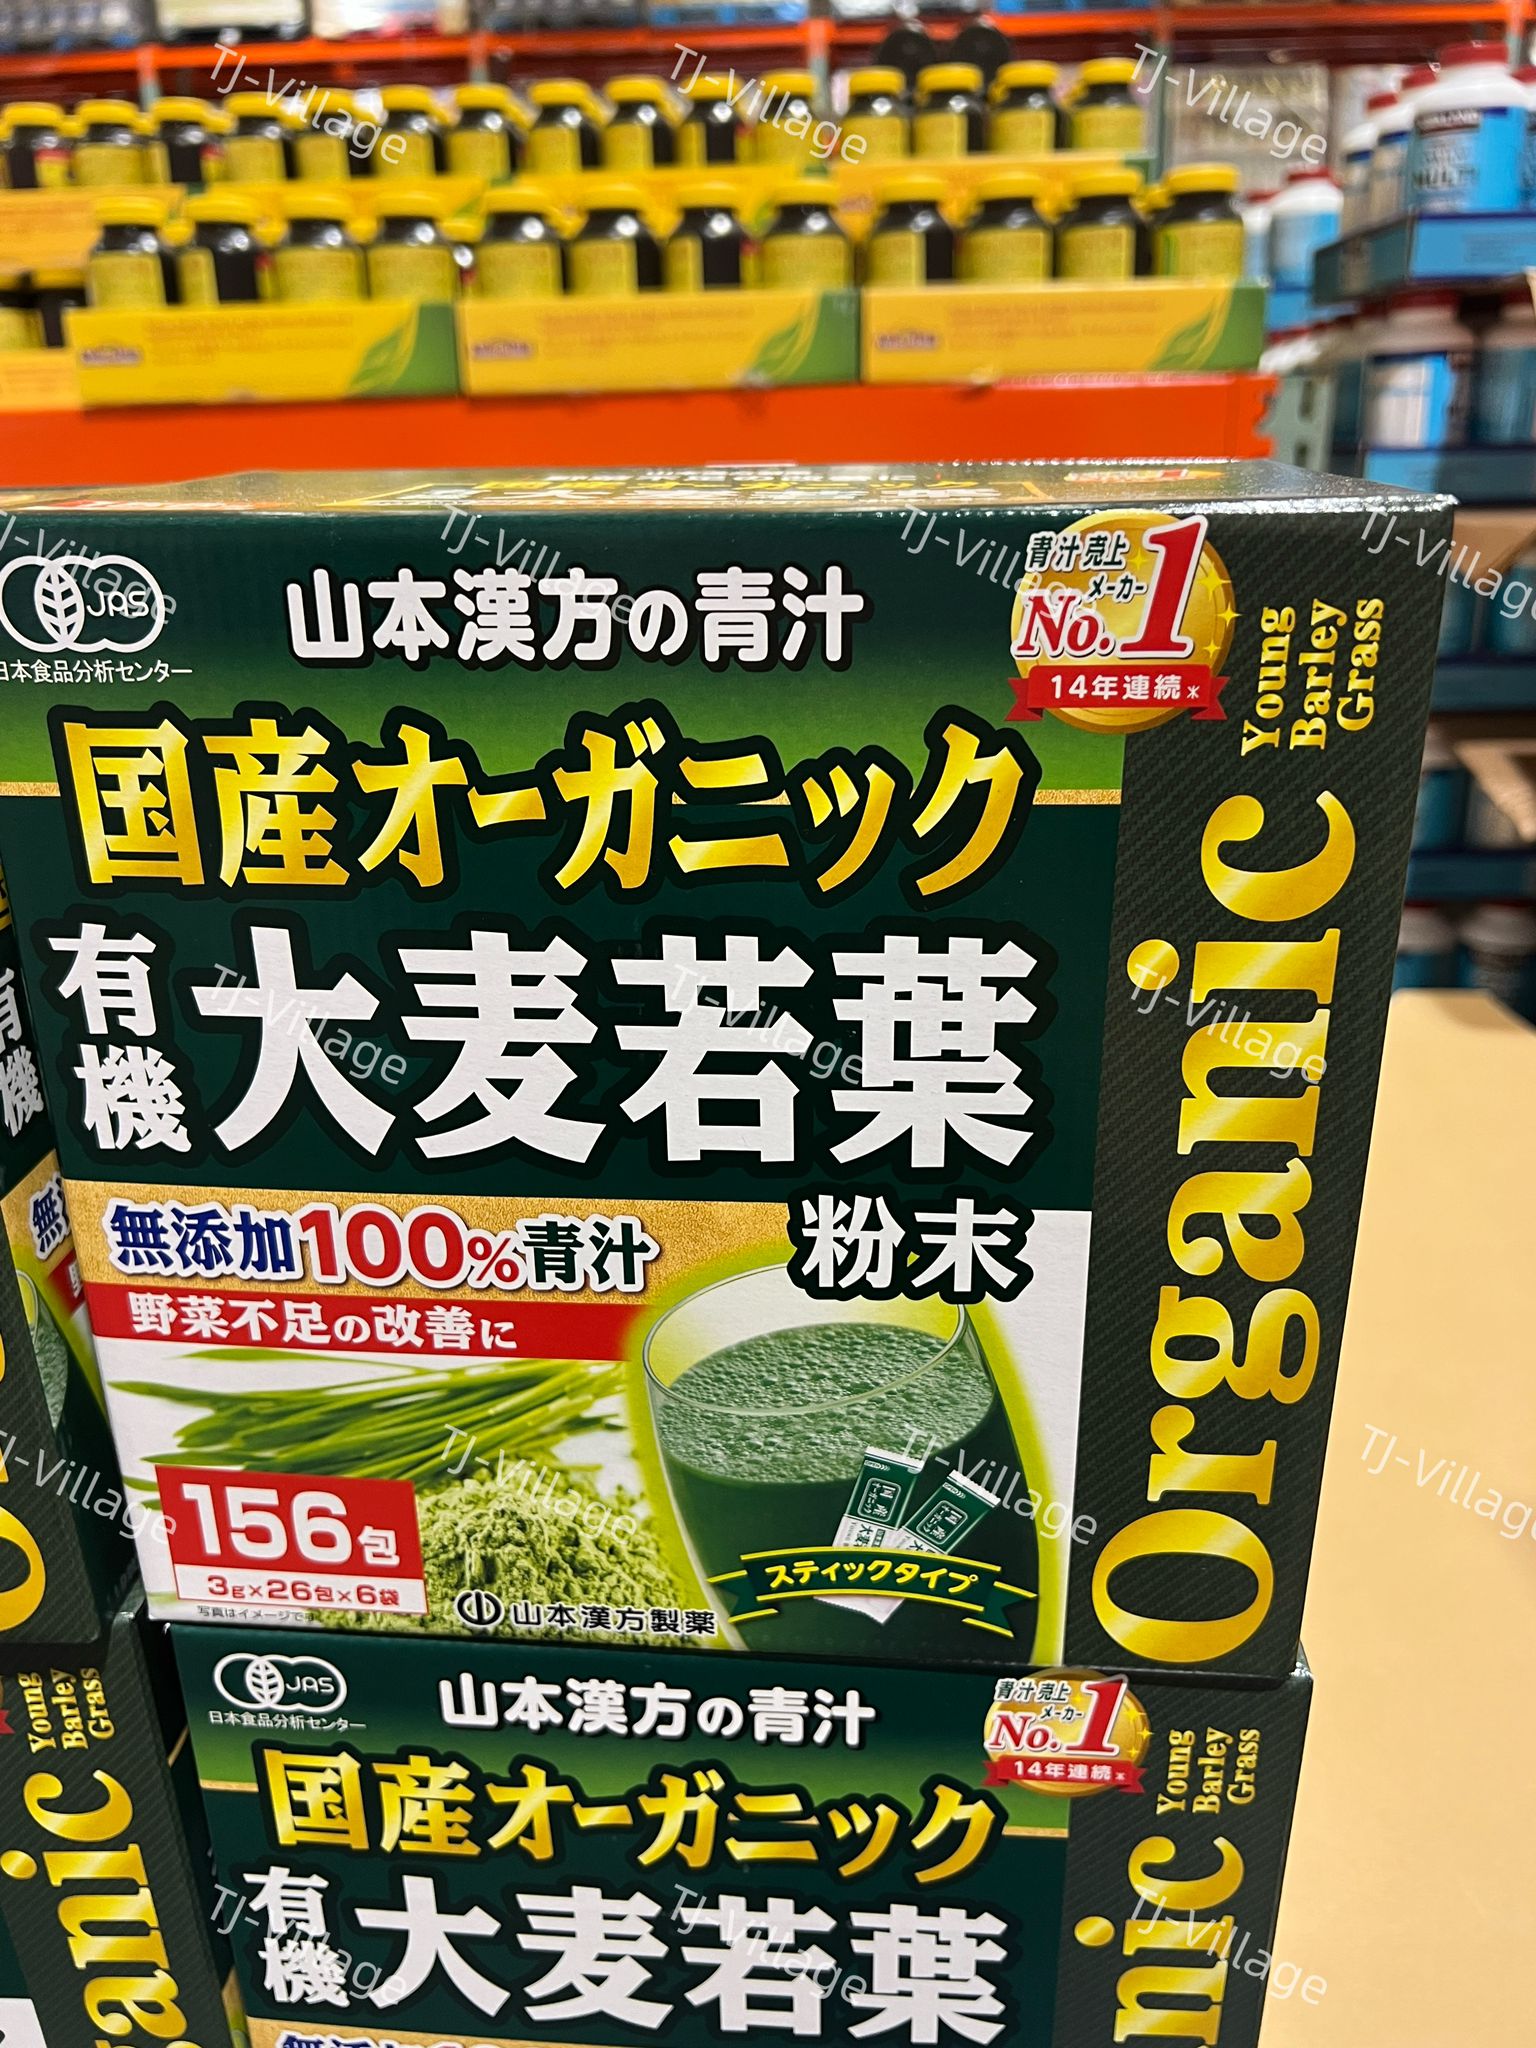 JAS
日本食品分析センター
山本漢方の青汁
青汁売上
メーカー
No.1
14年連続※
Young
Barley
Grass
Organic
国産オーガニック
有機
大麦若葉
粉末
無添加100%青汁
野菜不足の改善に
156包
3g×26包×6袋
写真はイメージです
山本漢方製薬
スティックタイプ
JAS
日本食品分析センター
山本漢方の青汁
青汁売上
メーカー
No.1
14年連続※
Young
Barley
Grass
国産オーガニック
有機
大麦若葉
Young
Barley
Grass
TJ-Village